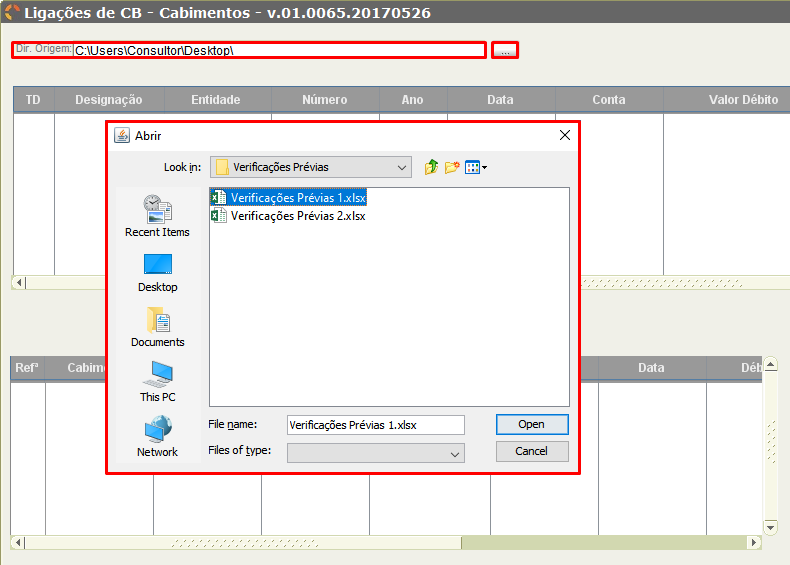 Ligações de CB - Cabimentos - v.01.0065.20170526
Dir. Origem: C:\Users\Consultor\Desktop\ ...
TD Designação Entidade Número Ano Data Conta Valor Débito
Abrir
Look in: Verificações Prévias
Verificações Prévias 1.xlsx
Verificações Prévias 2.xlsx
Recent Items
Desktop
Documents
This PC
Network
File name: Verificações Prévias 1.xlsx Open
Files of type: Cancel
Refª Cabim Data Déb